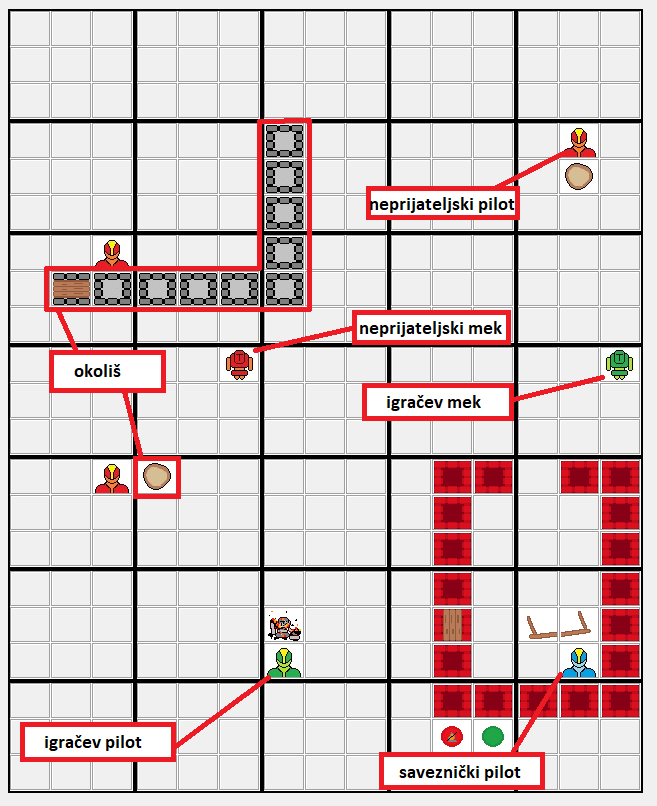 neprijateljski pilot
neprijateljski mek
okoliš
igračev mek
igračev pilot
saveznički pilot